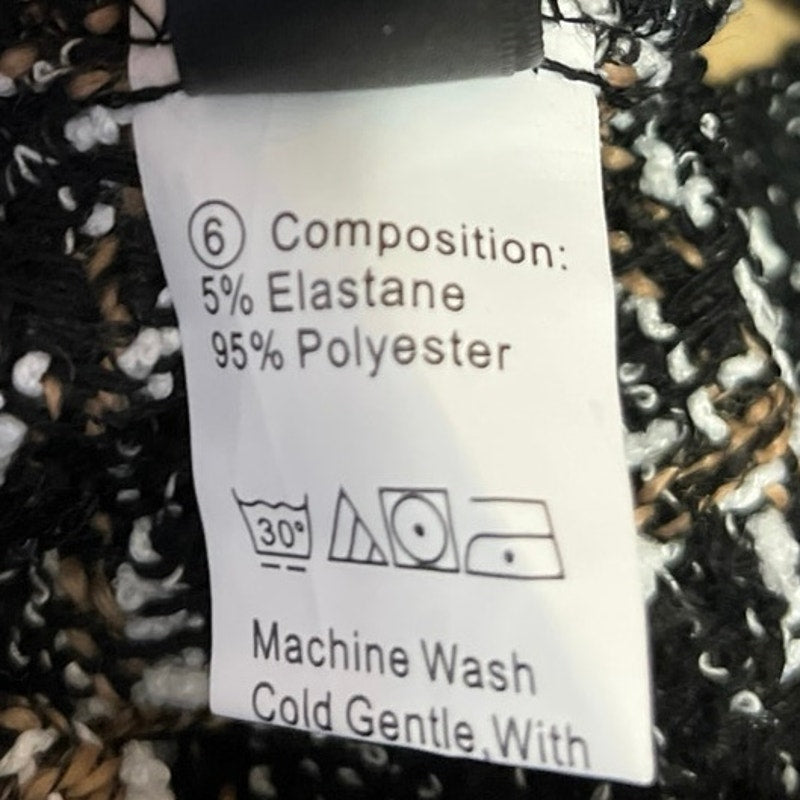 ⑥ Composition:
5% Elastane
95% Polyester
30°
Machine Wash
Cold Gentle,With